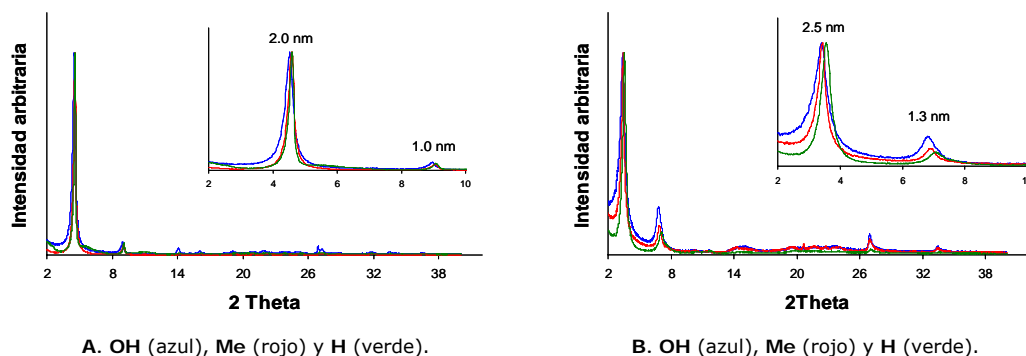 Intensidad arbitraria
2.0 nm
1.0 nm
2 4 6 8 10
2 8 14 20 26 32 38
2 Theta
A. OH (azul), Me (rojo) y H (verde).
Intensidad arbitraria
2.5 nm
1.3 nm
2 4 6 8 10
2 8 14 20 26 32 38
2Theta
B. OH (azul), Me (rojo) y H (verde).